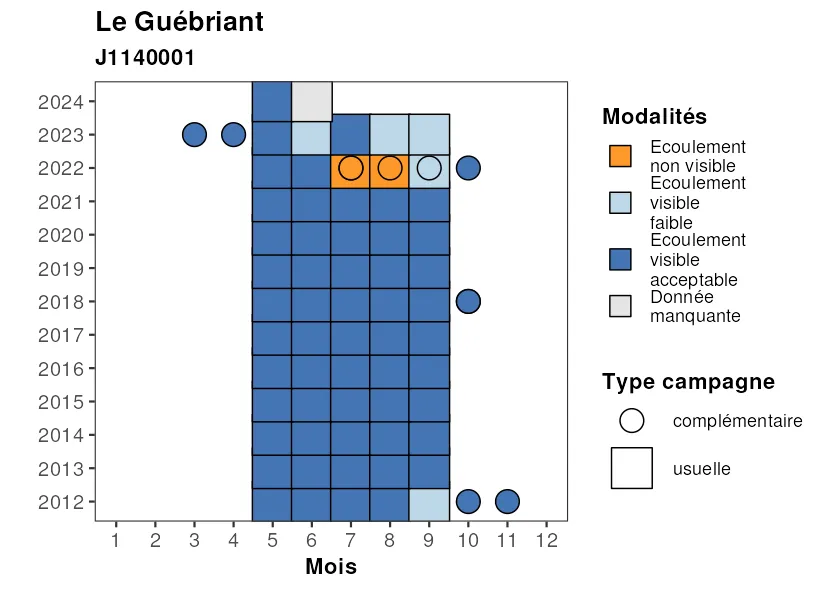 Le Guébriant
J1140001
2024
2023
2022
2021
2020
2019
2018
2017
2016
2015
2014
2013
2012
1 2 3 4 5 6 7 8 9 10 11 12
Mois
Modalités
Ecoulement
non visible
Ecoulement
visible
faible
Ecoulement
visible
acceptable
Donnée
manquante
Type campagne
complémentaire
usuelle